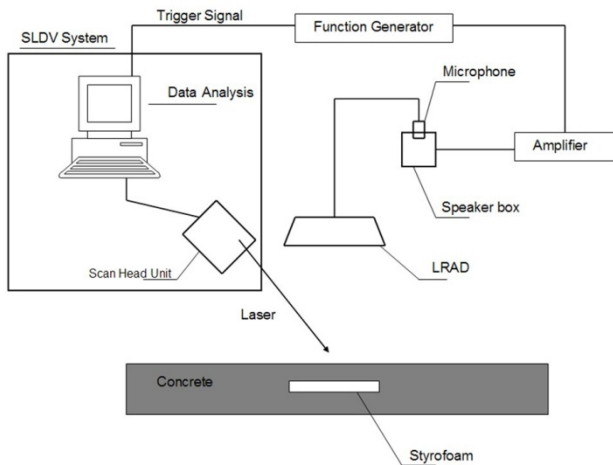 Trigger Signal
Function Generator
SLDV System
Microphone
Data Analysis
Amplifier
Speaker box
Scan Head Unit
LRAD
Laser
Concrete
Styrofoam